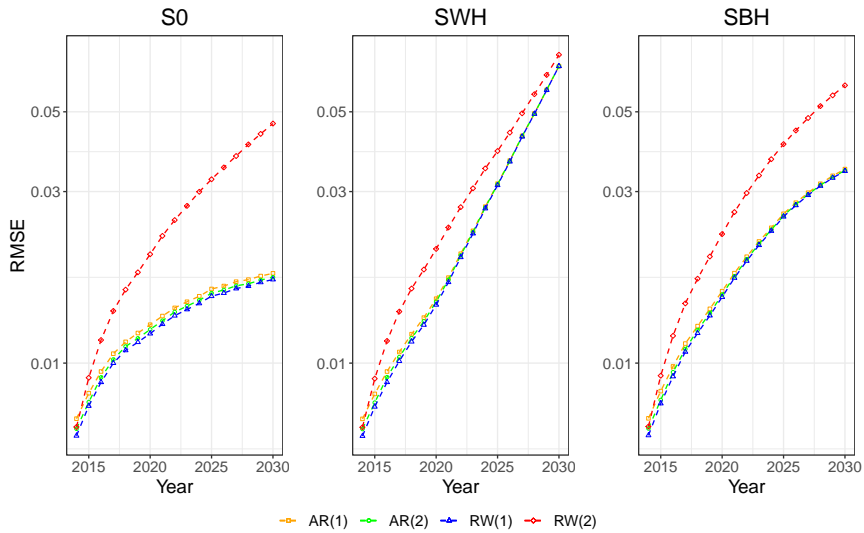 S0 SWH SBH
RMSE
0.05 0.05 0.05
0.03 0.03 0.03
0.01 0.01 0.01
2015 2020 2025 2030 2015 2020 2025 2030 2015 2020 2025 2030
Year Year Year
AR(1) AR(2) RW(1) RW(2)